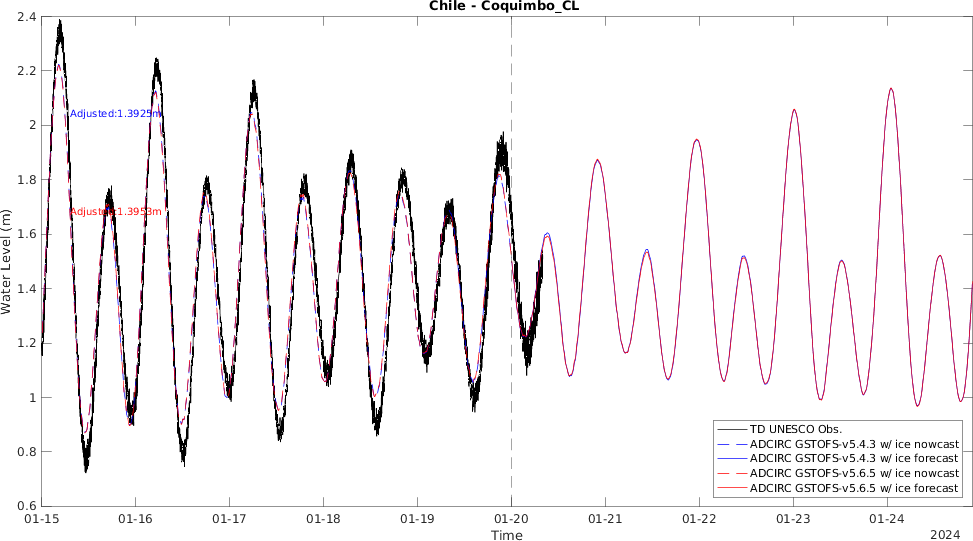 Chile - Coquimbo_CL
2.4
2.2
2
1.8
1.6
1.4
1.2
1
0.8
0.6
Water Level (m)
Adjusted:1.3925m
Adjusted:1.3953m
TD UNESCO Obs.
ADCIRC GSTOFS-v5.4.3 w/ ice nowcast
ADCIRC GSTOFS-v5.4.3 w/ ice forecast
ADCIRC GSTOFS-v5.6.5 w/ ice nowcast
ADCIRC GSTOFS-v5.6.5 w/ ice forecast
01-15 01-16 01-17 01-18 01-19 01-20 01-21 01-22 01-23 01-24
Time
2024